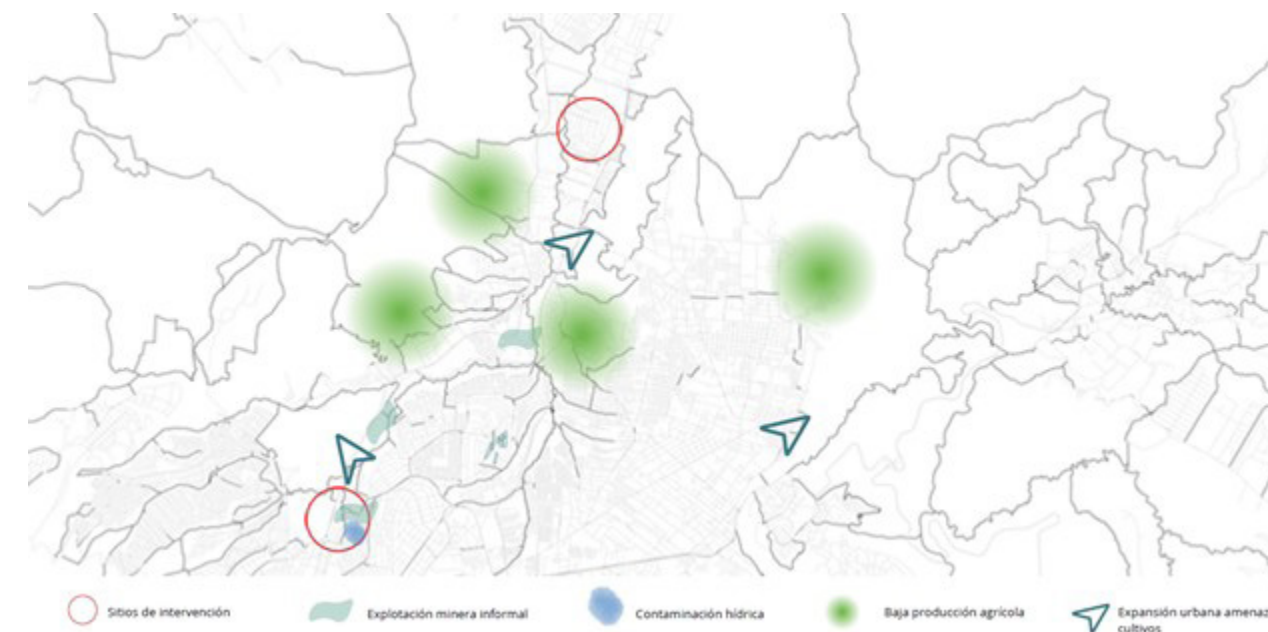 Sitios de intervención
Explotación minera informal
Contaminación hídrica
Baja producción agrícola
Expansión urbana amenaz
cultivos